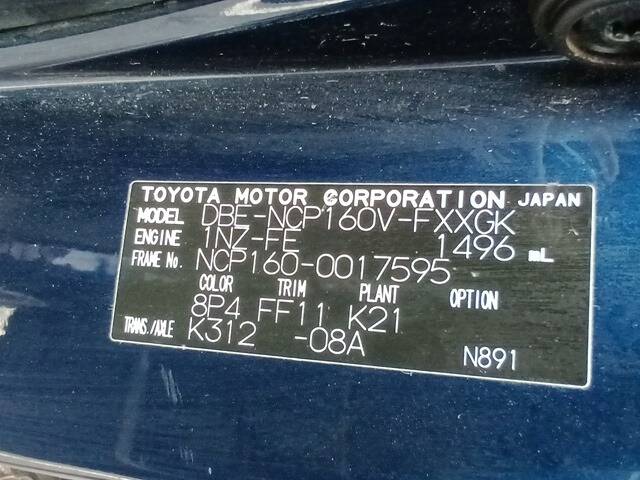 TOYOTA MOTOR CORPORATION JAPAN
MODEL DBE-NCP160V-FXXGK
ENGINE 1NZ-FE 1496 mL
FRAME No. NCP160-0017595
COLOR TRIM PLANT OPTION
8P4 FF11 K21
TRANS./AXLE K312 -08A
N891